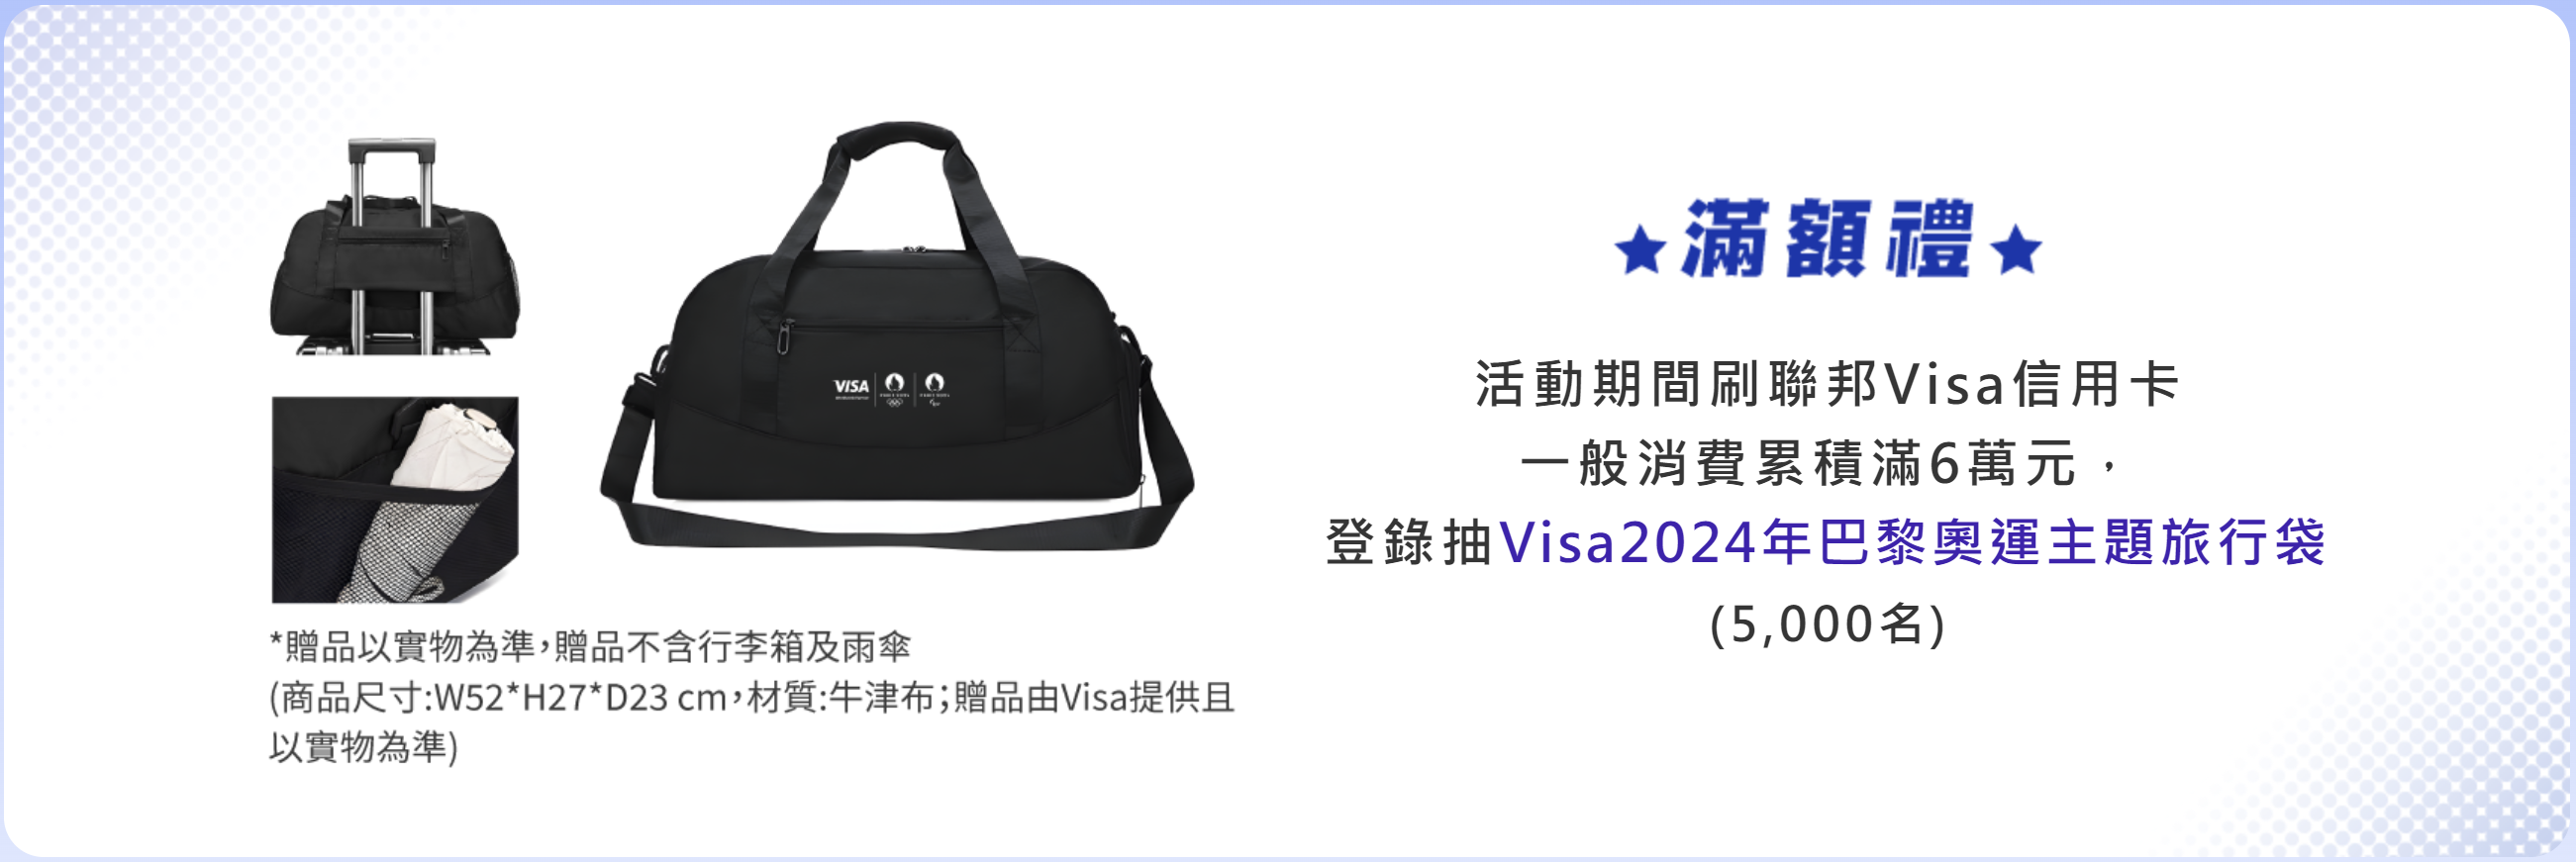 ★滿額禮★
活動期間刷聯邦Visa信用卡
一般消費累積滿6萬元，
登錄抽Visa2024年巴黎奧運主題旅行袋
(5,000名)
VISA
*贈品以實物為準，贈品不含行李箱及雨傘
(商品尺寸:W52*H27*D23 cm，材質:牛津布；贈品由Visa提供且
以實物為準)